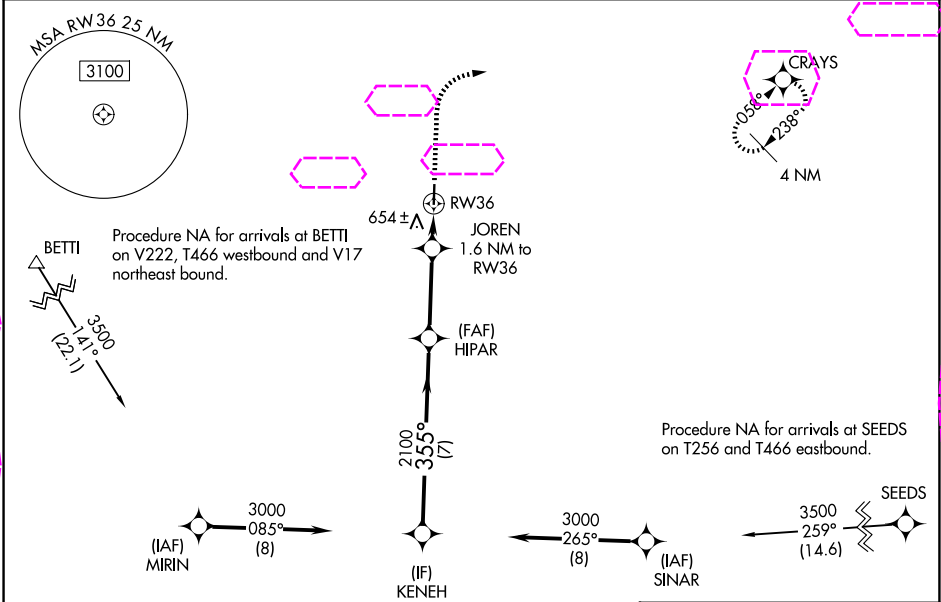 MSA RW36 25 NM
3100
CRAYS
058°
238°
4 NM
RW36
654 ±
JOREN
1.6 NM to
RW36
BETTI
Procedure NA for arrivals at BETTI
on V222, T466 westbound and V17
northeast bound.
3500
141°
(22.1)
(FAF)
HIPAR
2100
355°
(7)
Procedure NA for arrivals at SEEDS
on T256 and T466 eastbound.
SEEDS
3500
259°
(14.6)
3000
085°
(8)
(IAF)
MIRIN
(IF)
KENEH
3000
265°
(8)
(IAF)
SINAR